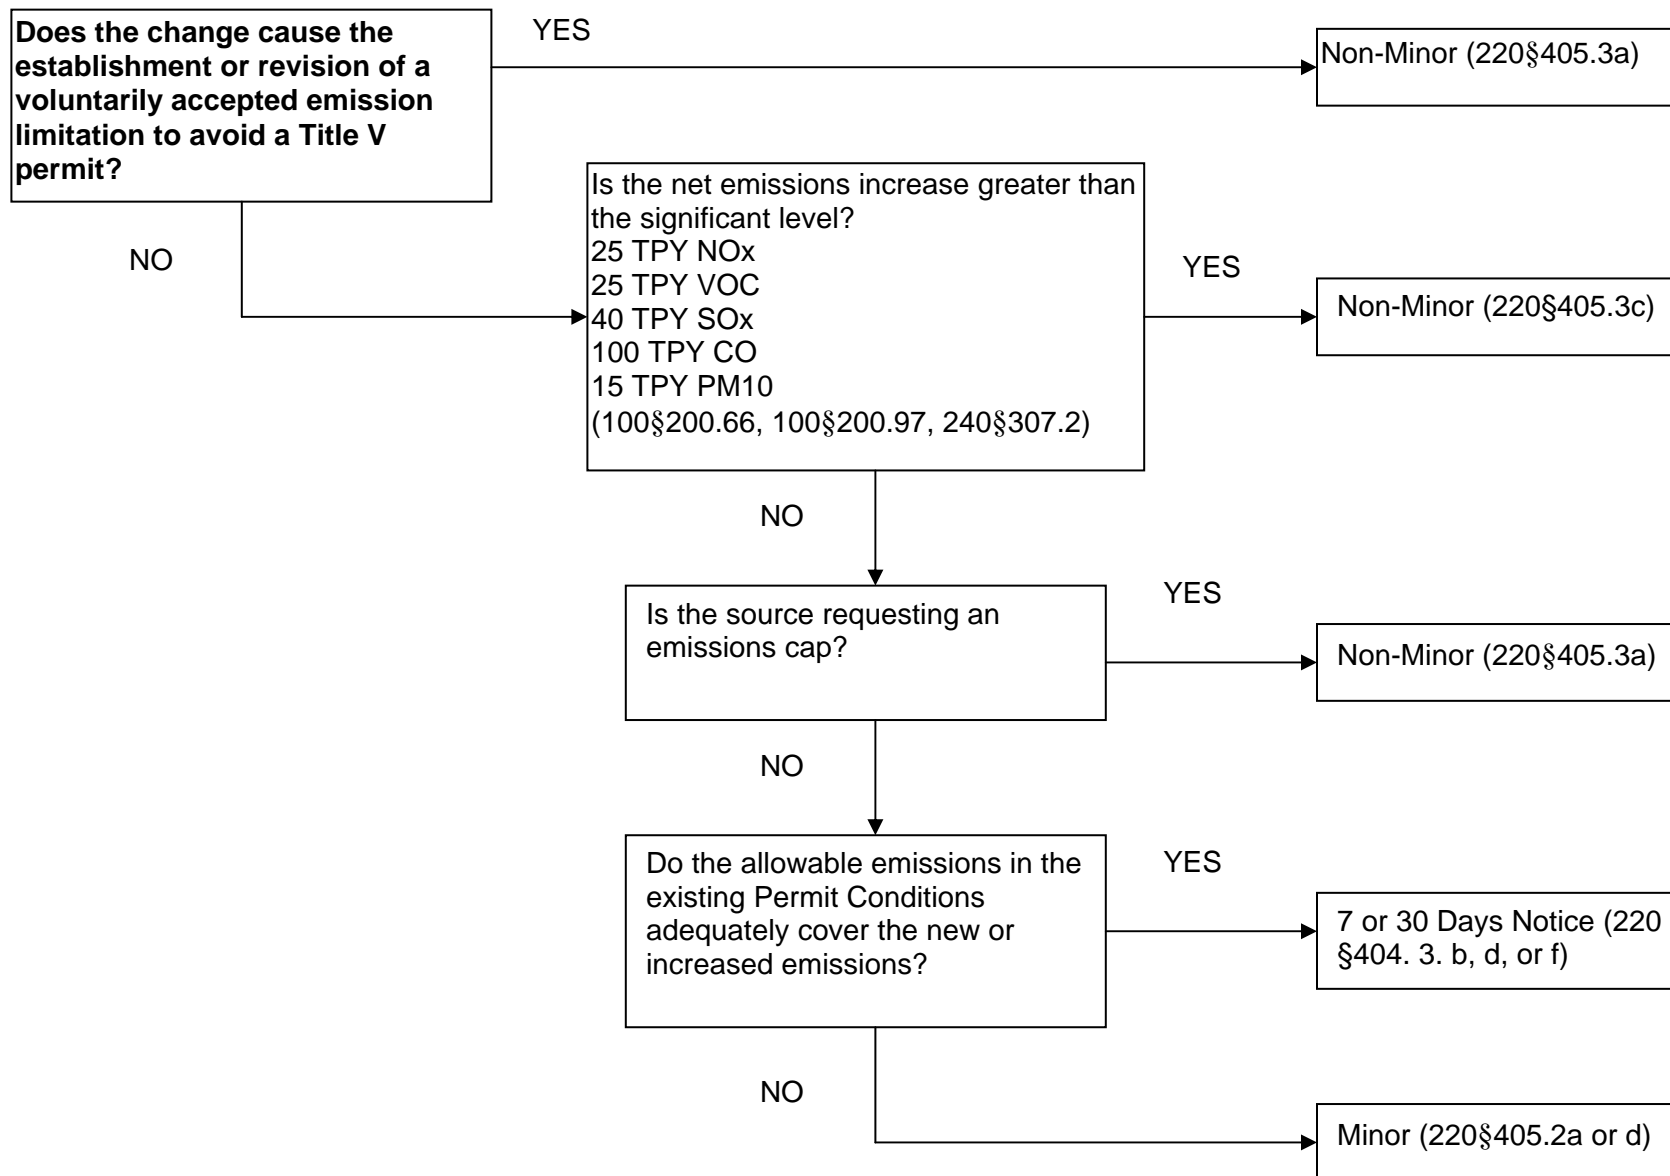 Does the change cause the
establishment or revision of a
voluntarily accepted emission
limitation to avoid a Title V
permit?
YES
Non-Minor (220§405.3a)
NO
Is the net emissions increase greater than
the significant level?
25 TPY NOx
25 TPY VOC
40 TPY SOx
100 TPY CO
15 TPY PM10
(100§200.66, 100§200.97, 240§307.2)
YES
Non-Minor (220§405.3c)
NO
Is the source requesting an
emissions cap?
YES
Non-Minor (220§405.3a)
NO
Do the allowable emissions in the
existing Permit Conditions
adequately cover the new or
increased emissions?
YES
7 or 30 Days Notice (220
§404. 3. b, d, or f)
NO
Minor (220§405.2a or d)